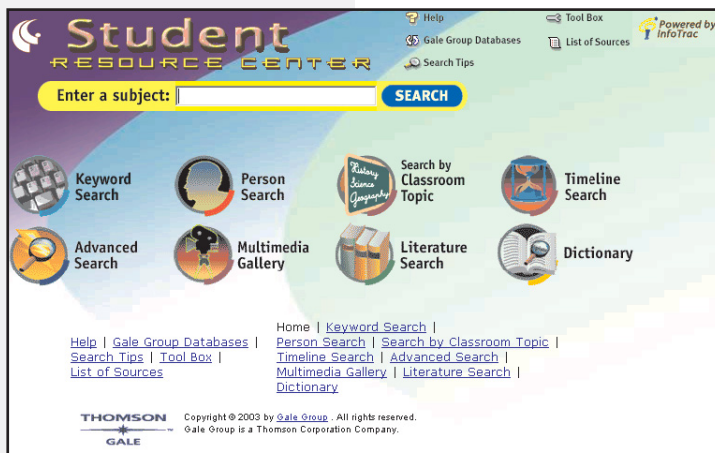 Student
RESOURCE CENTER
Help
Gale Group Databases
Search Tips
Tool Box
List of Sources
Powered by
InfoTrac
Enter a subject:
SEARCH
Keyword
Search
Person
Search
History
Science
Geography
Search by
Classroom
Topic
Timeline
Search
Advanced
Search
Multimedia
Gallery
Literature
Search
Dictionary
Help | Gale Group Databases |
Search Tips | Tool Box |
List of Sources
Home | Keyword Search |
Person Search | Search by Classroom Topic |
Timeline Search | Advanced Search |
Multimedia Gallery | Literature Search |
Dictionary
THOMSON
GALE
Copyright © 2003 by Gale Group . All rights reserved.
Gale Group is a Thomson Corporation Company.